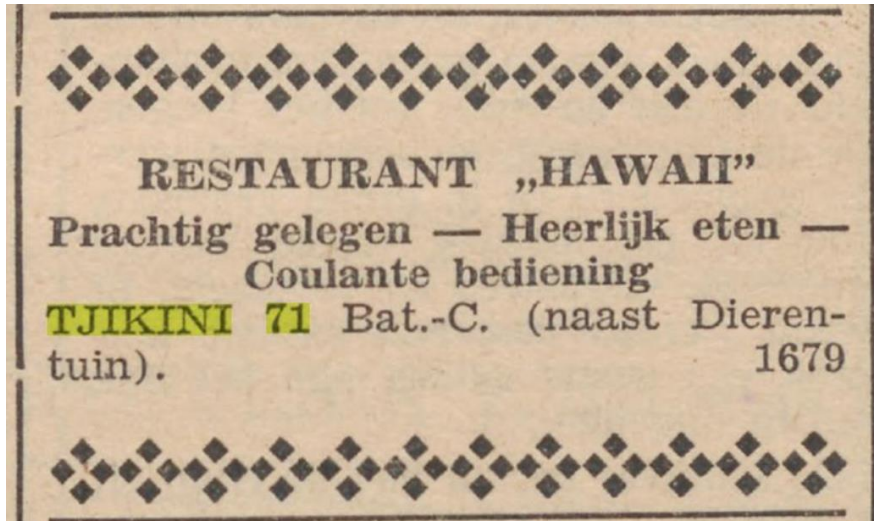 RESTAURANT „HAWAII”
Prachtig gelegen — Heerlijk eten —
Coulante bediening
TJIKINI 71 Bat.-C. (naast Dieren-
tuin). 1679